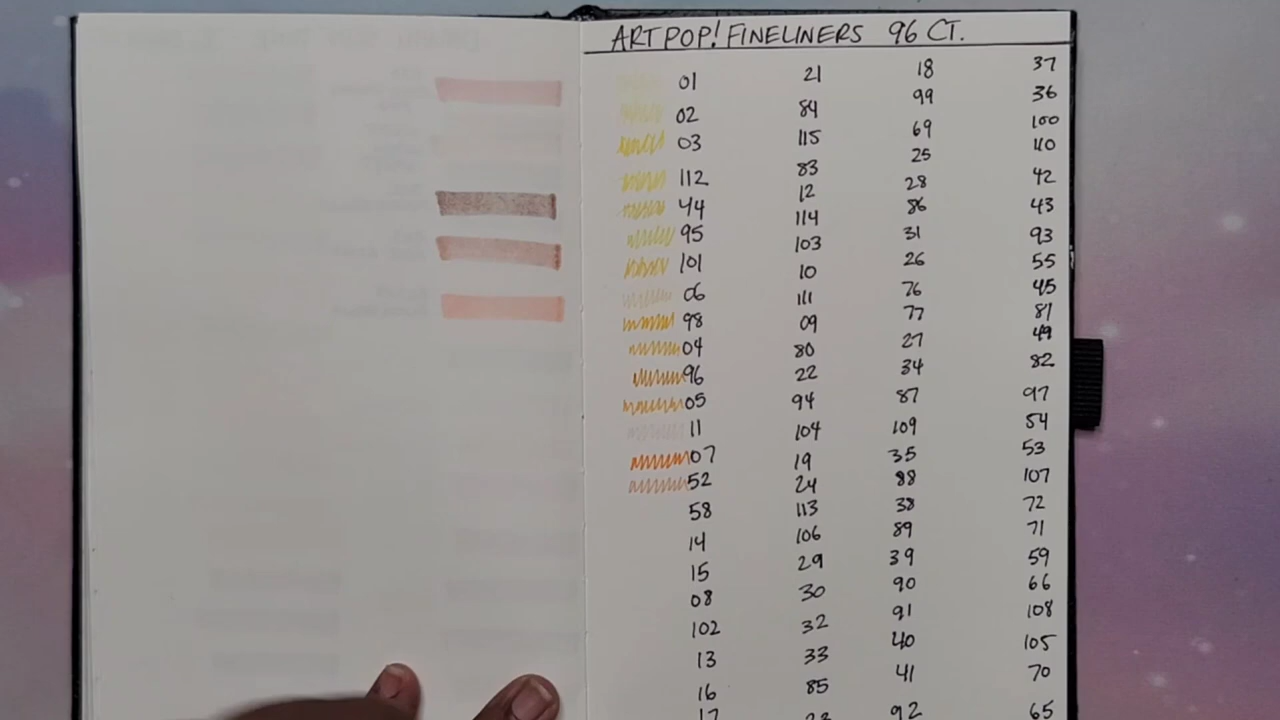 ARTPOP! FINELINERS 96 CT.
01 21 18 37
02 84 99 36
03 115 69 100
112 83 25 110
44 12 28 42
95 114 86 43
101 103 31 93
06 10 26 55
98 111 76 45
04 09 77 81
96 80 27 49
05 22 34 82
11 94 87 97
07 104 109 54
52 19 35 53
58 24 88 107
14 113 38 72
15 106 89 71
08 29 39 59
102 30 90 66
13 32 91 108
16 33 40 105
17 85 41 70
92 65